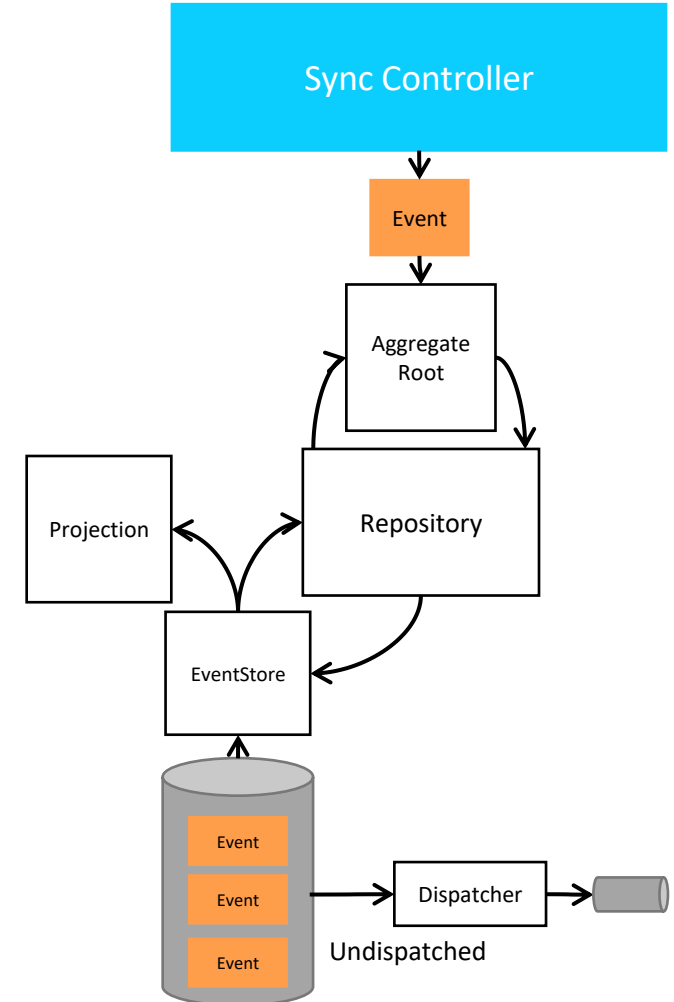 Sync Controller
Event
Aggregate
Root
Projection
Repository
EventStore
Event
Event
Dispatcher
Undispatched
Event